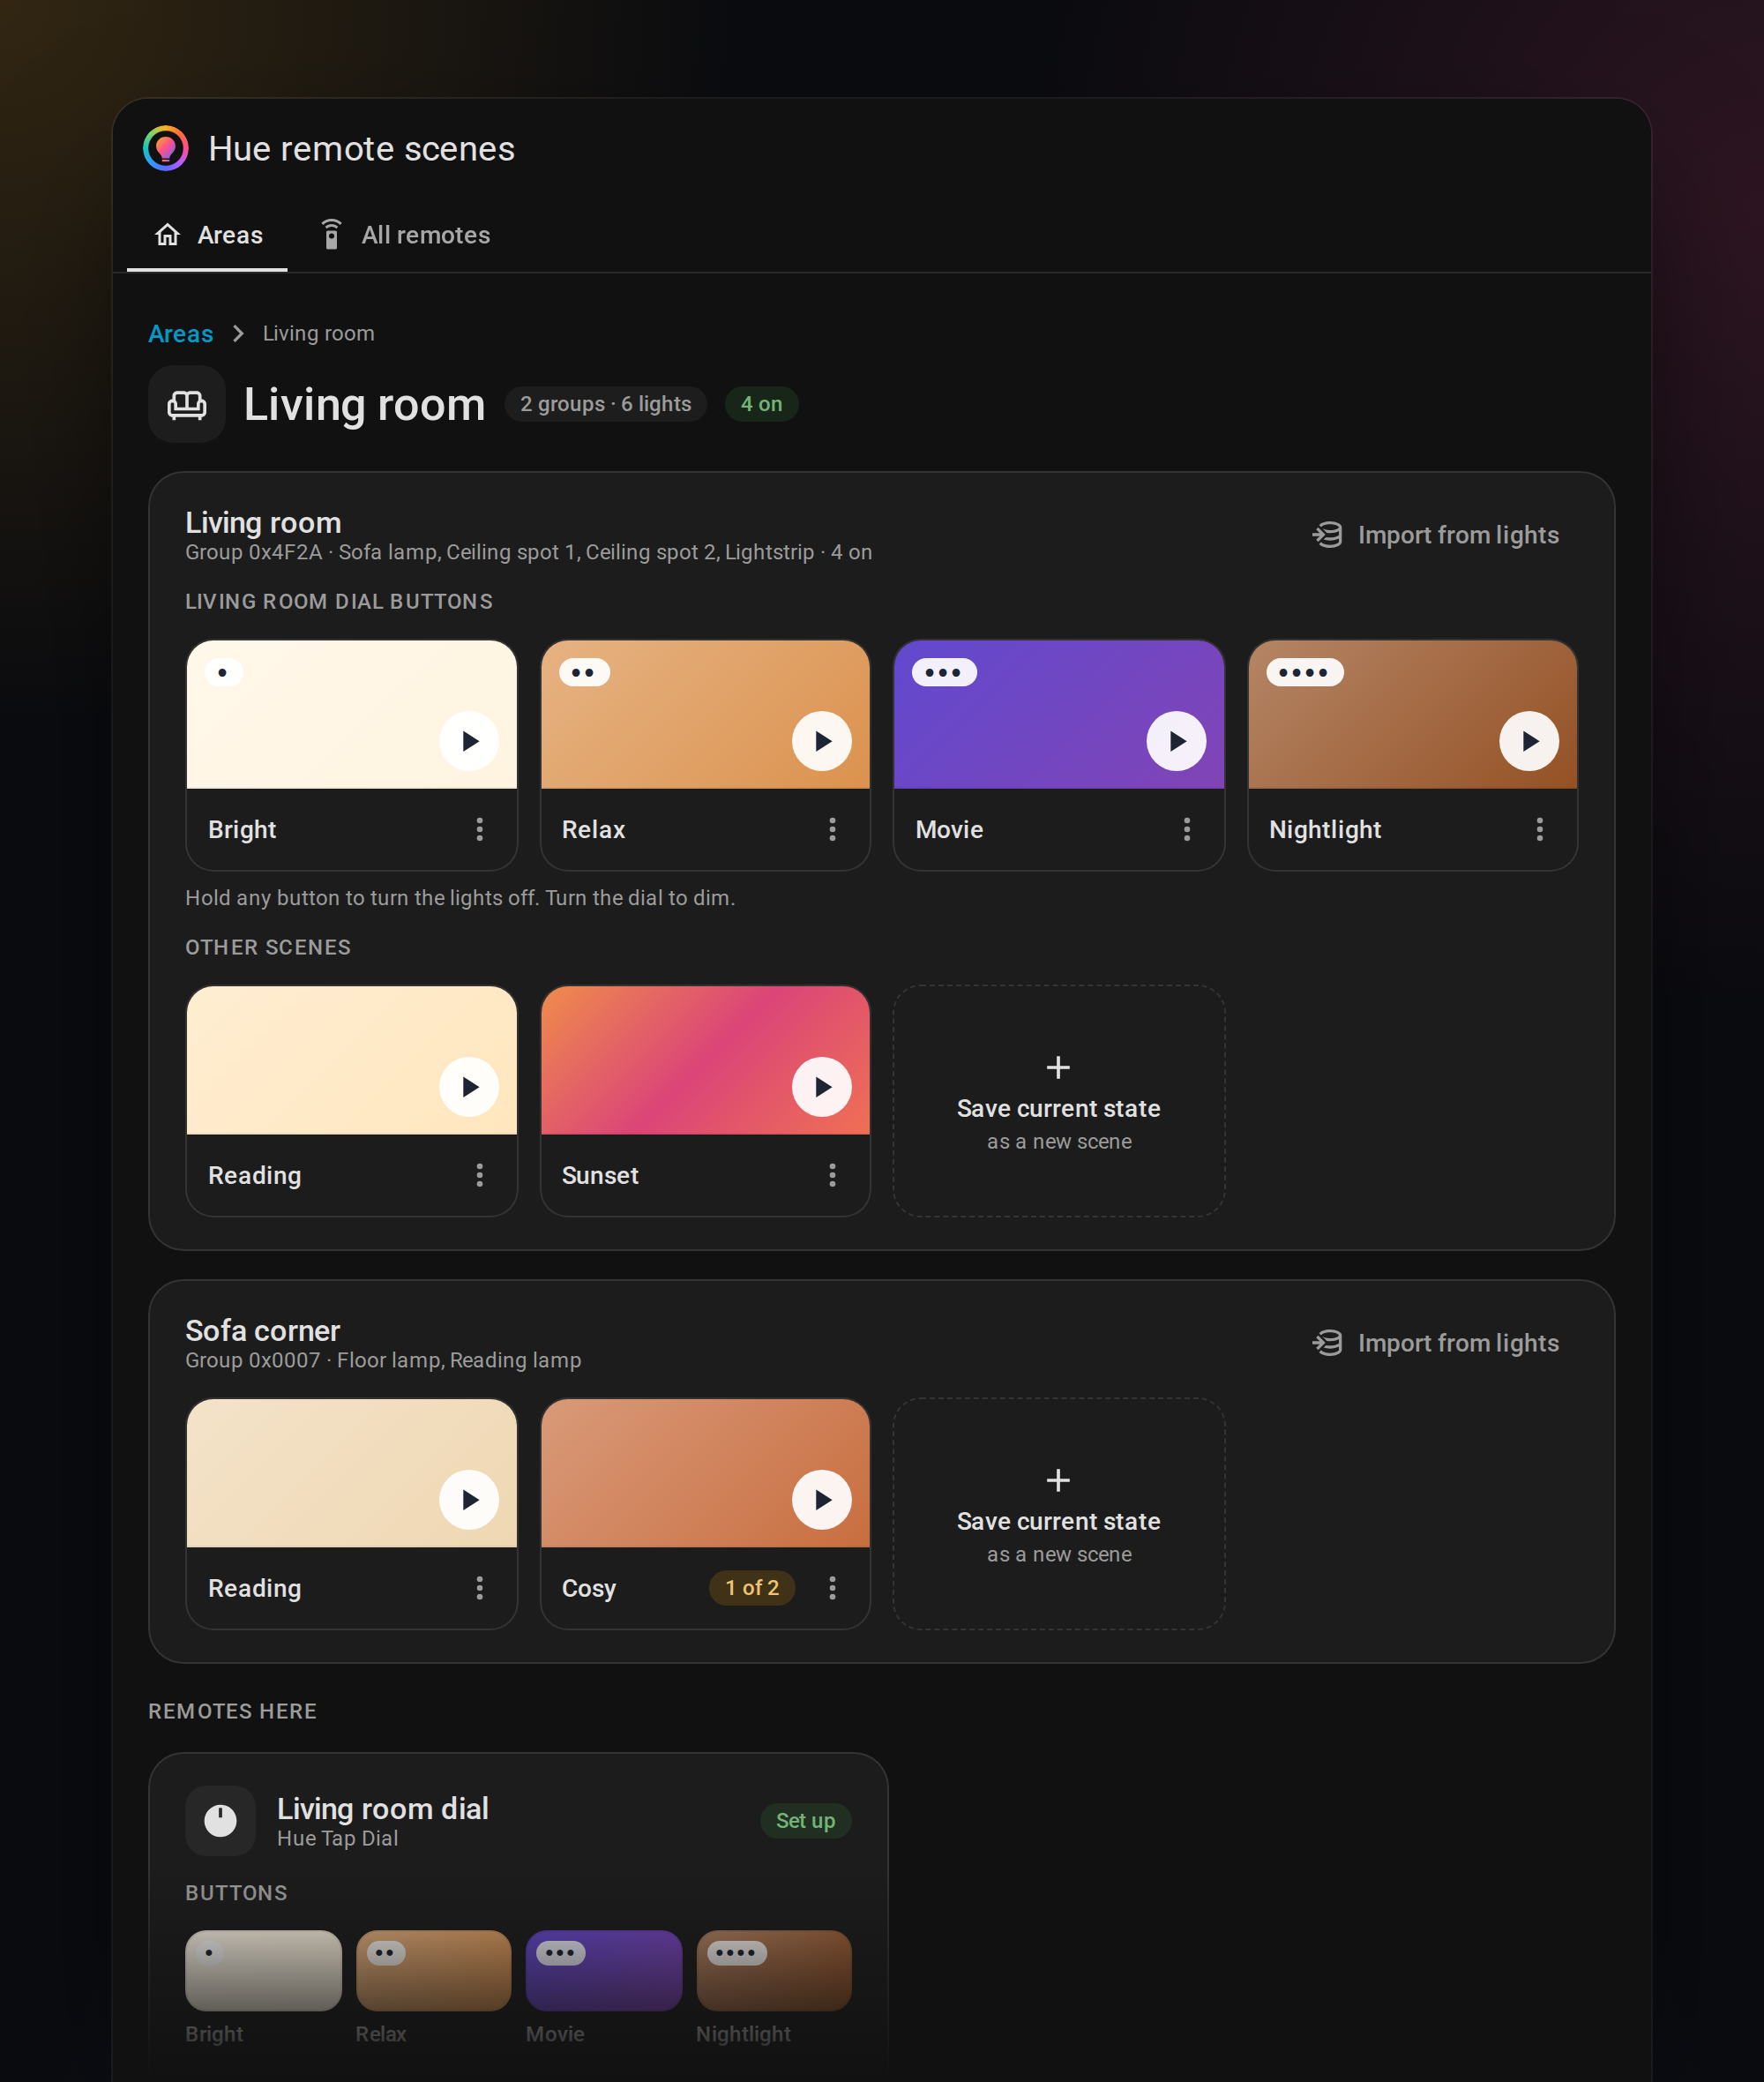 Hue remote scenes
Areas
All remotes
Areas
Living room
Living room
2 groups · 6 lights
4 on
Living room
Group 0x4F2A · Sofa lamp, Ceiling spot 1, Ceiling spot 2, Lightstrip · 4 on
Import from lights
LIVING ROOM DIAL BUTTONS
Bright
Relax
Movie
Nightlight
Hold any button to turn the lights off. Turn the dial to dim.
OTHER SCENES
Reading
Sunset
Save current state
as a new scene
Sofa corner
Group 0x0007 · Floor lamp, Reading lamp
Import from lights
Reading
Cosy
1 of 2
Save current state
as a new scene
REMOTES HERE
Living room dial
Hue Tap Dial
Set up
BUTTONS
Bright
Relax
Movie
Nightlight